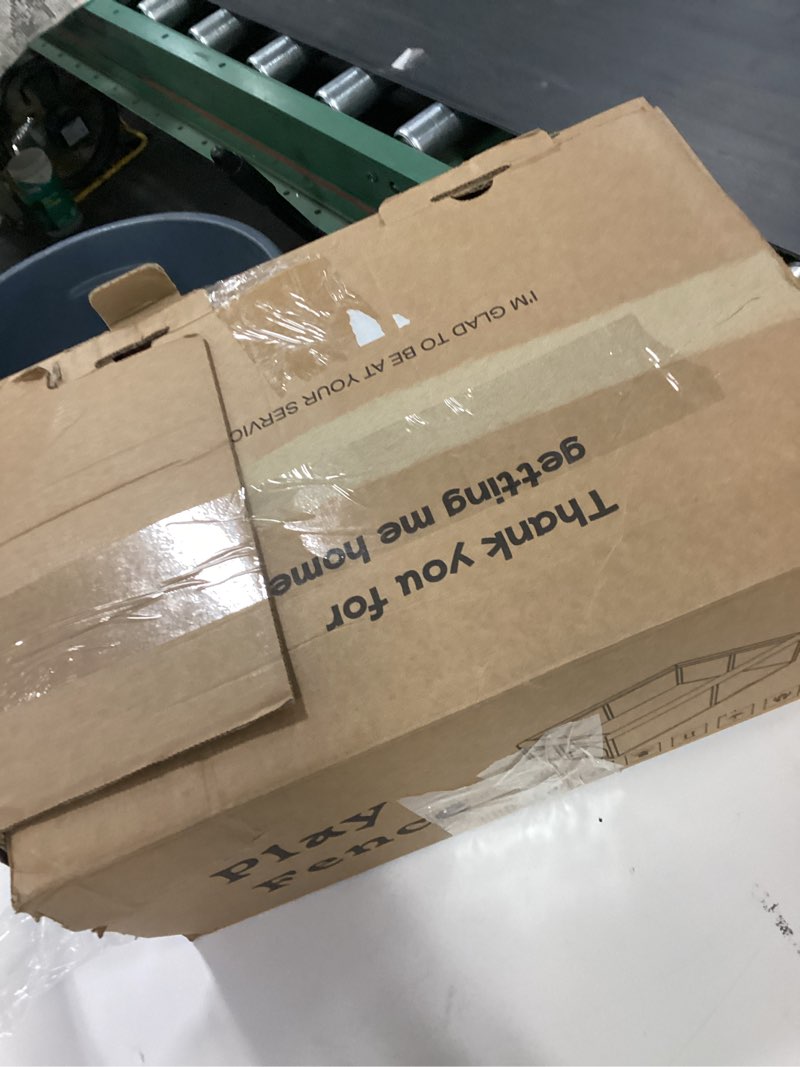 Thank you for
getting me home
I'M GLAD TO BE AT YOUR SERVIC
Play
Fenc